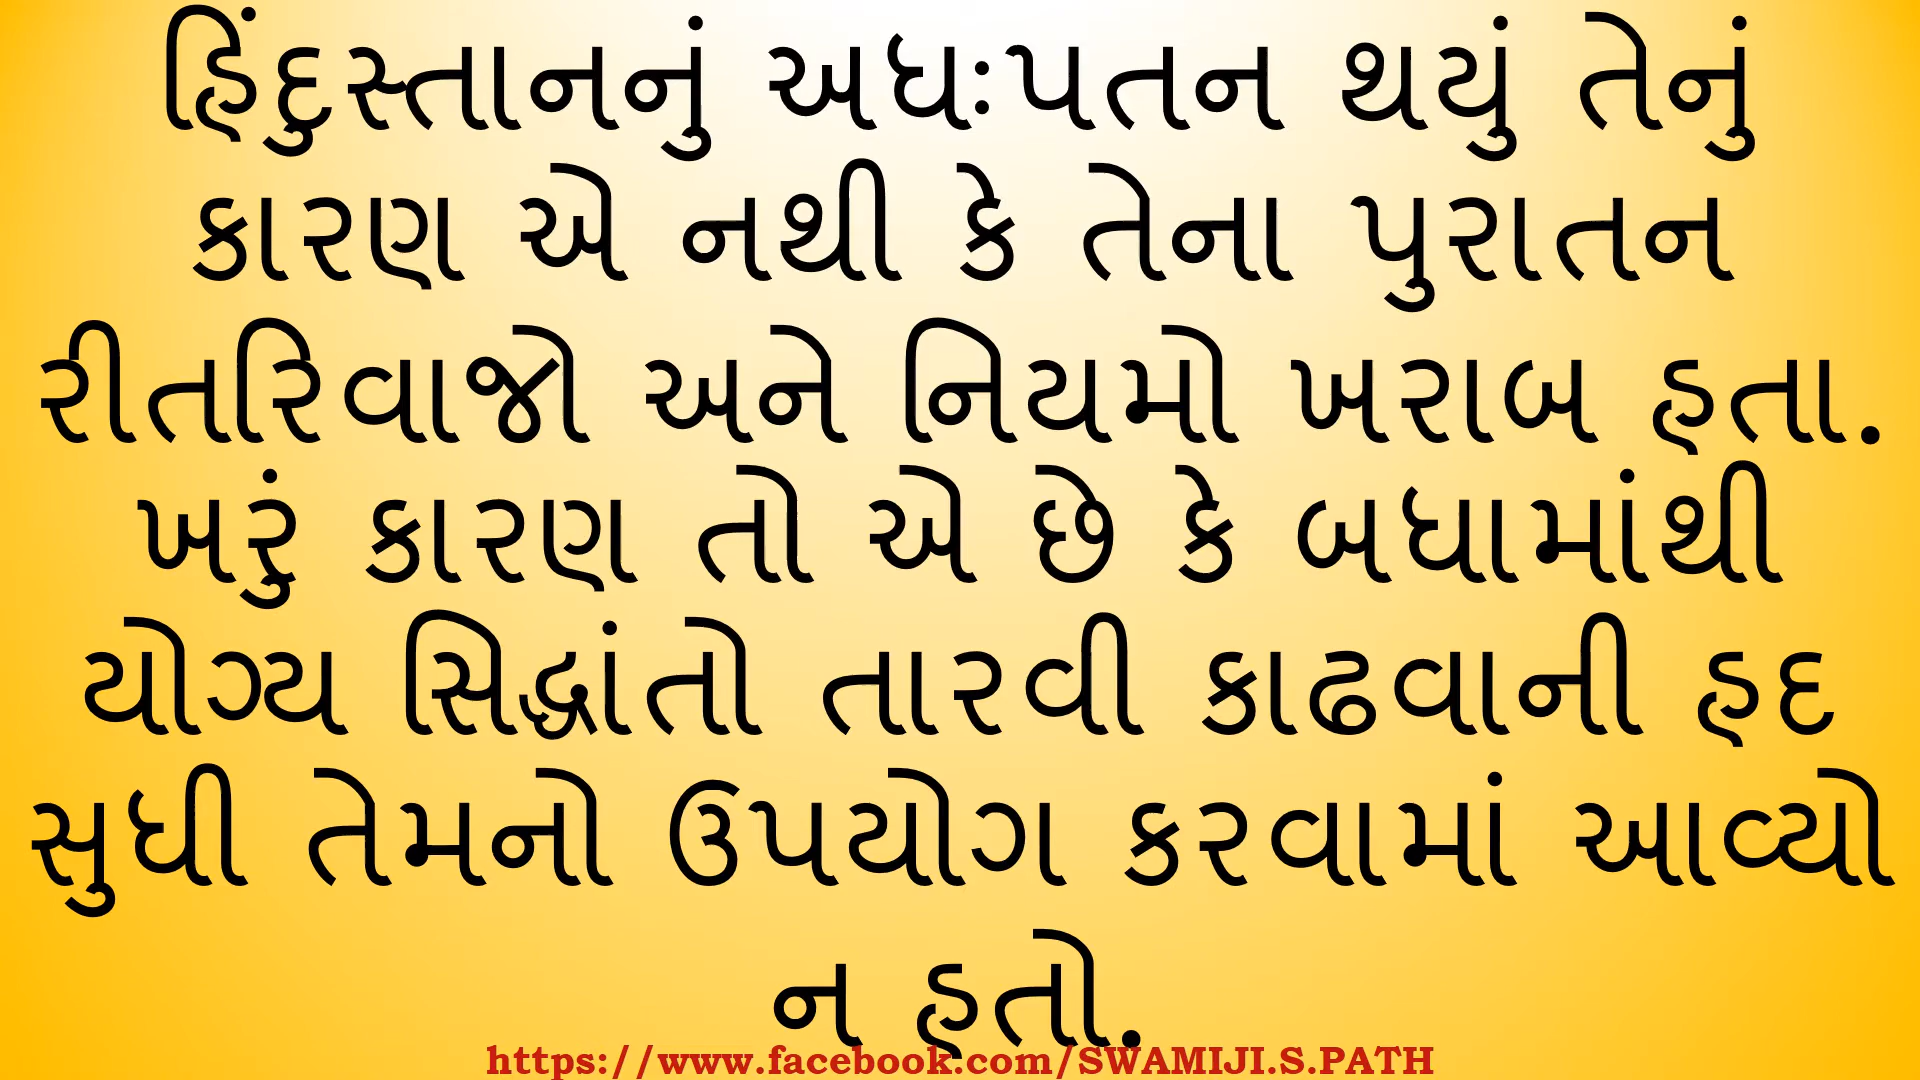 હિંદુસ્તાનનું અધઃપતન થયું તેનું
કારણ એ નથી કે તેના પુરાતન
રીતરિવાજો અને નિયમો ખરાબ હતા.
ખરું કારણ તો એ છે કે બધામાંથી
યોગ્ય સિદ્ધાંતો તારવી કાઢવાની હદ
સુધી તેમનો ઉપયોગ કરવામાં આવ્યો
ન હતો.
https://www.facebook.com/SWAMIJI.S.PATH